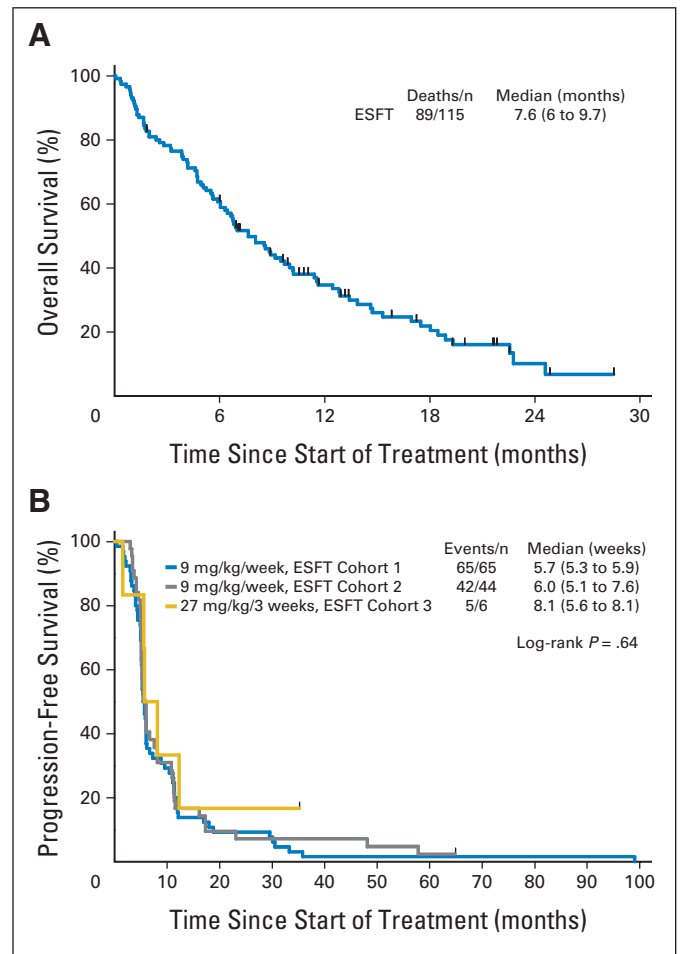 A
Overall Survival (%)
100
80
60
40
20
0
6
12
18
24
30
Deaths/n Median (months)
ESFT 89/115 7.6 (6 to 9.7)
Time Since Start of Treatment (months)
B
Progression-Free Survival (%)
100
80
60
40
20
0
10
20
30
40
50
60
70
80
90
100
Events/n Median (weeks)
9 mg/kg/week, ESFT Cohort 1 65/65 5.7 (5.3 to 5.9)
9 mg/kg/week, ESFT Cohort 2 42/44 6.0 (5.1 to 7.6)
27 mg/kg/3 weeks, ESFT Cohort 3 5/6 8.1 (5.6 to 8.1)
Log-rank P = .64
Time Since Start of Treatment (months)